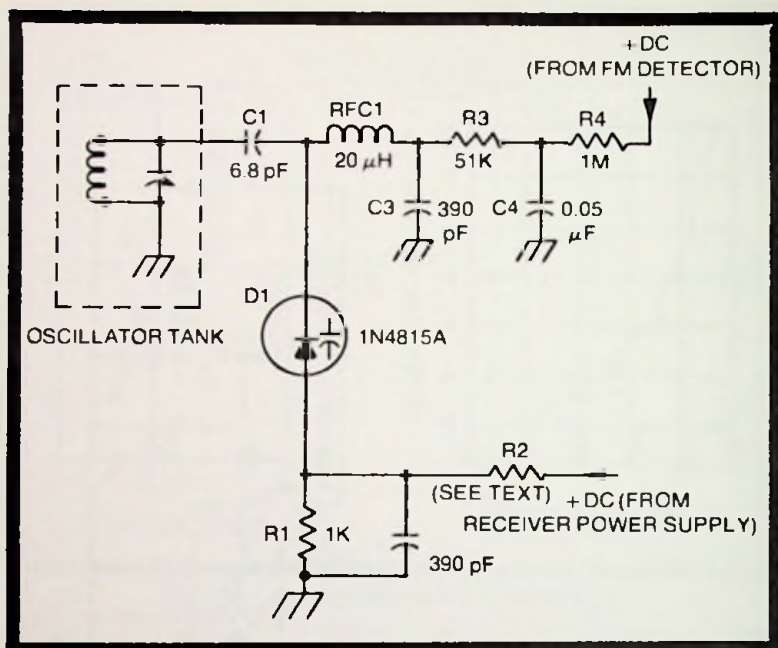 + DC
(FROM FM DETECTOR)
C1
6.8 pF
RFC1
20 μH
R3
51K
R4
1M
C3
390
pF
C4
0.05
μF
D1
OSCILLATOR TANK
1N4815A
R2
(SEE TEXT)
+ DC (FROM
RECEIVER POWER SUPPLY)
R1
1K
390 pF